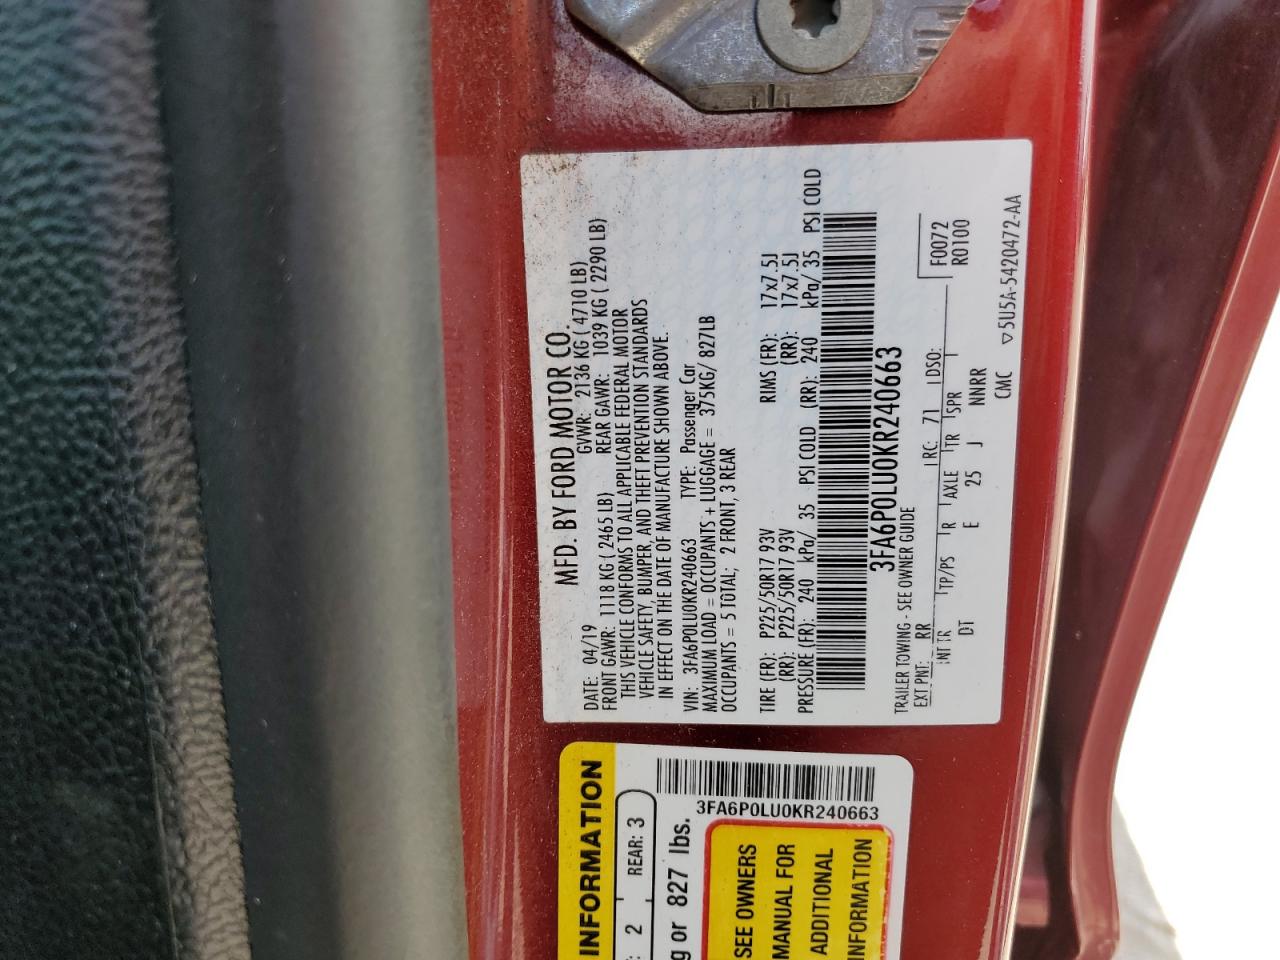 MFD. BY FORD MOTOR CO.
DATE: 04/19 GVWR: 2136 KG ( 4710 LB)
FRONT GAWR: 1118 KG ( 2465 LB) REAR GAWR: 1039 KG ( 2290 LB)
THIS VEHICLE CONFORMS TO ALL APPLICABLE FEDERAL MOTOR
VEHICLE SAFETY, BUMPER, AND THEFT PREVENTION STANDARDS
IN EFFECT ON THE DATE OF MANUFACTURE SHOWN ABOVE.
VIN: 3FA6P0LU0KR240663 TYPE: Passenger Car
MAXIMUM LOAD = OCCUPANTS + LUGGAGE = 375KG/ 827LB
OCCUPANTS = 5 TOTAL; 2 FRONT, 3 REAR
TIRE (FR): P225/50R17 93V RIMS (FR): 17x7.5J
(RR): P225/50R17 93V (RR): 17x7.5J
PRESSURE (FR): 240 kPa/ 35 PSI COLD (RR): 240 kPa/ 35 PSI COLD
3FA6P0LU0KR240663
TRAILER TOWING - SEE OWNER GUIDE
F0072
EXT PNT: RR RC: 71 DSO: R0100
INT TR TP/PS R AXLE TR SPR
DT E 25 J NNRR
CMC ▽5U5A-5420472-AA
INFORMATION
: 2 REAR: 3
g or 827 lbs.
3FA6P0LU0KR240663
SEE OWNERS
MANUAL FOR
ADDITIONAL
INFORMATION